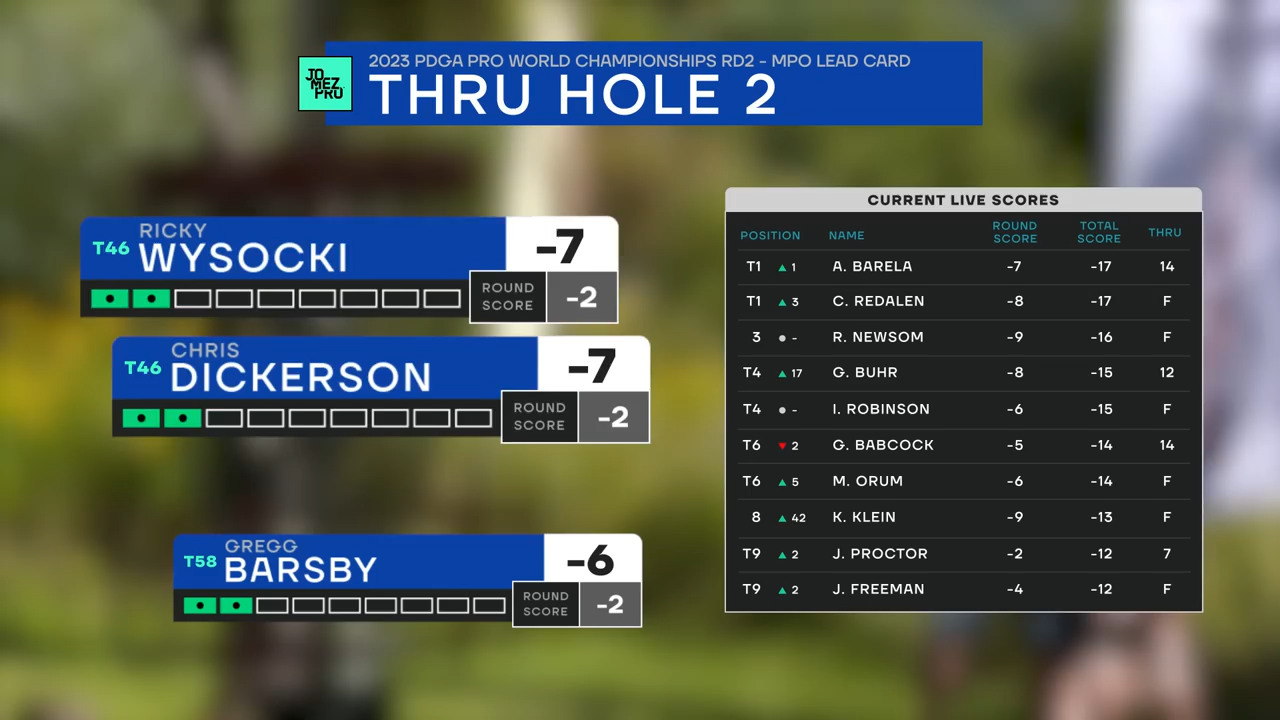 JO
MEZ
PRO
2023 PDGA PRO WORLD CHAMPIONSHIPS RD2 - MPO LEAD CARD
THRU HOLE 2
T46 RICKY
WYSOCKI
-7
ROUND
SCORE
-2
T46 CHRIS
DICKERSON
-7
ROUND
SCORE
-2
T58 GREGG
BARSBY
-6
ROUND
SCORE
-2
CURRENT LIVE SCORES
POSITION NAME ROUND SCORE TOTAL SCORE THRU
T1 ▲ 1 A. BARELA -7 -17 14
T1 ▲ 3 C. REDALEN -8 -17 F
3 ● - R. NEWSOM -9 -16 F
T4 ▲ 17 G. BUHR -8 -15 12
T4 ● - I. ROBINSON -6 -15 F
T6 ▼ 2 G. BABCOCK -5 -14 14
T6 ▲ 5 M. ORUM -6 -14 F
8 ▲ 42 K. KLEIN -9 -13 F
T9 ▲ 2 J. PROCTOR -2 -12 7
T9 ▲ 2 J. FREEMAN -4 -12 F